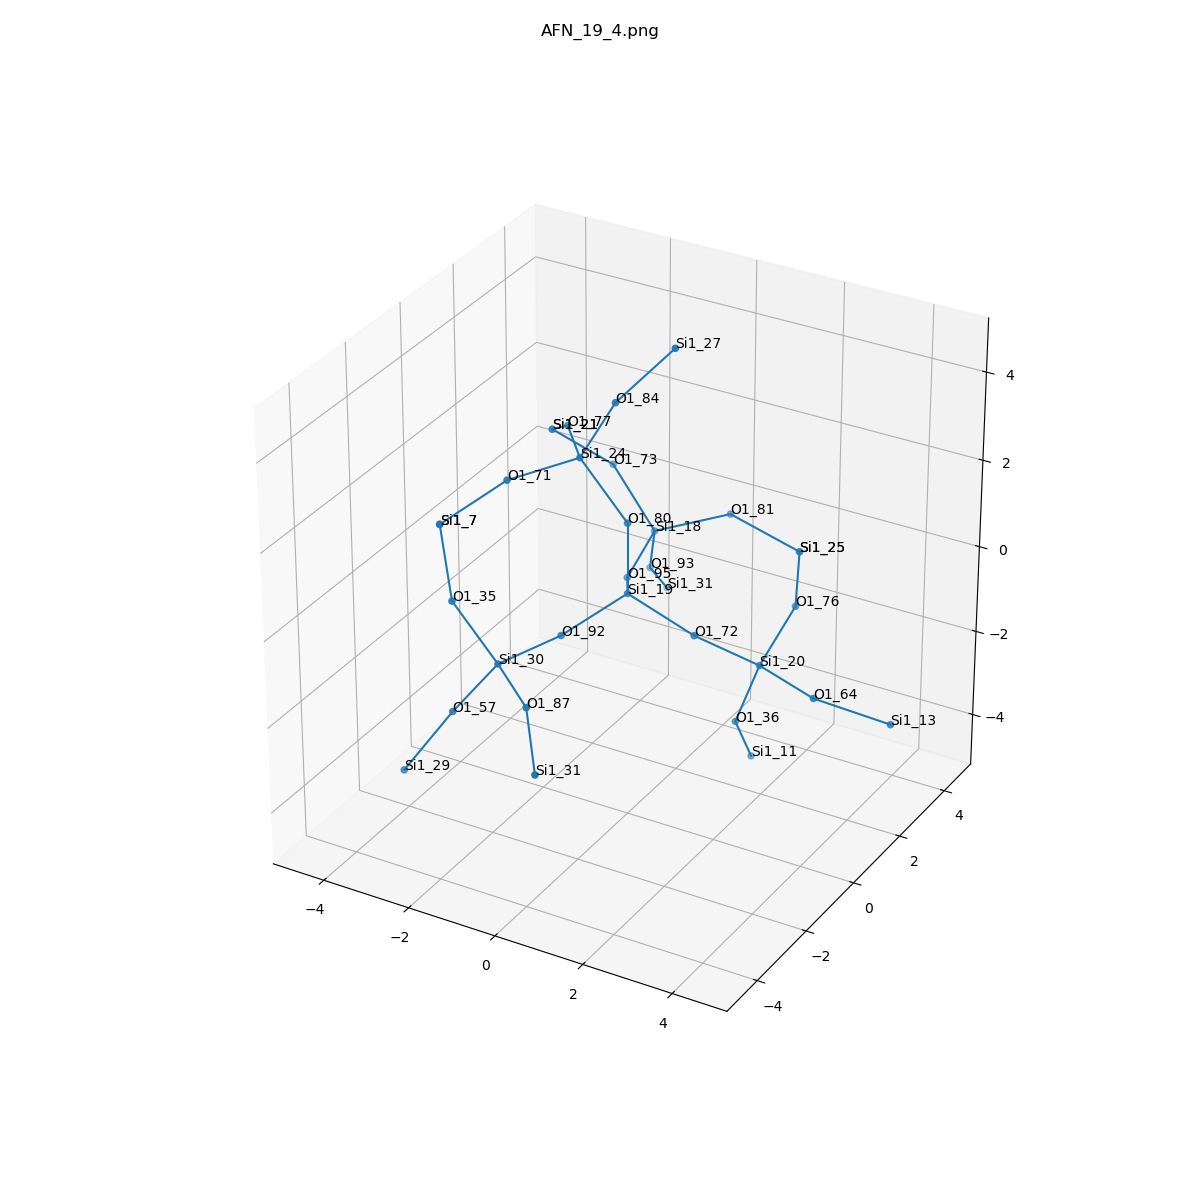 AFN_19_4.png
Si1_27
O1_84
O1_77
Si1_21
Si1_24
O1_73
O1_71
Si1_7
O1_80
Si1_18
O1_81
Si1_25
O1_93
O1_95
Si1_31
Si1_19
O1_35
O1_76
O1_92
O1_72
Si1_30
Si1_20
O1_57
O1_87
O1_64
O1_36
Si1_13
Si1_11
Si1_29
Si1_31
4
2
0
−2
−4
4
2
0
−2
−4
−4
−2
0
2
4